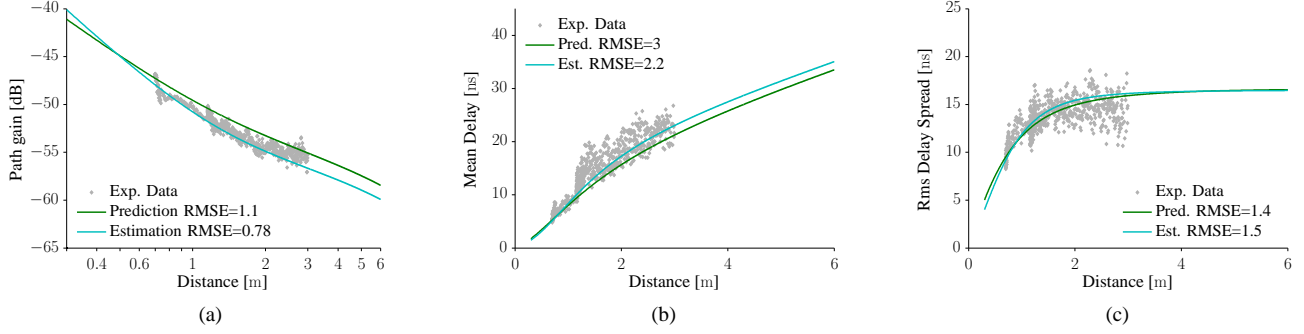 −40
−45
−50
−55
−60
−65
Path gain [dB]
Exp. Data
Prediction RMSE=1.1
Estimation RMSE=0.78
0.4 0.6 1 2 3 4 5 6
Distance [m]
(a)
40
30
20
10
0
Mean Delay [ns]
Exp. Data
Pred. RMSE=3
Est. RMSE=2.2
0 2 4 6
Distance [m]
(b)
25
20
15
10
5
0
Rms Delay Spread [ns]
Exp. Data
Pred. RMSE=1.4
Est. RMSE=1.5
0 2 4 6
Distance [m]
(c)